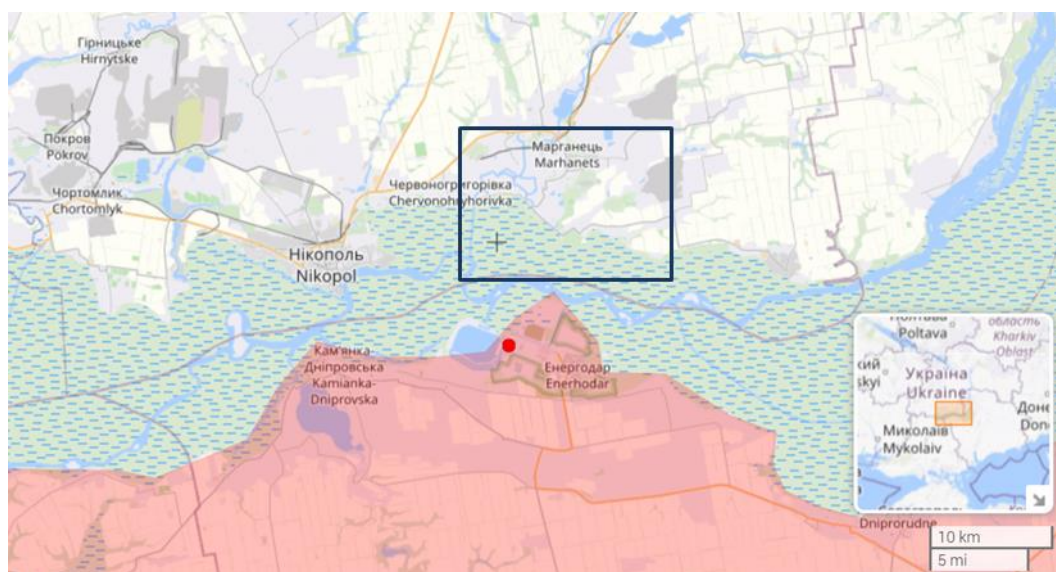 Гірницьке
Hirnytske
Покров
Pokrov
Чортомлик
Chortomlyk
Марганець
Marhanets
Червоногригорівка
Chervonohryhorivka
Нікополь
Nikopol
Кам'янка-
Дніпровська
Kamianka-
Dniprovska
Енергодар
Enerhodar
Poltava
область
Kharkiv
Oblast
Україна
Ukraine
Миколаїв
Mykolaiv
Dniprorudne
10 km
5 mi